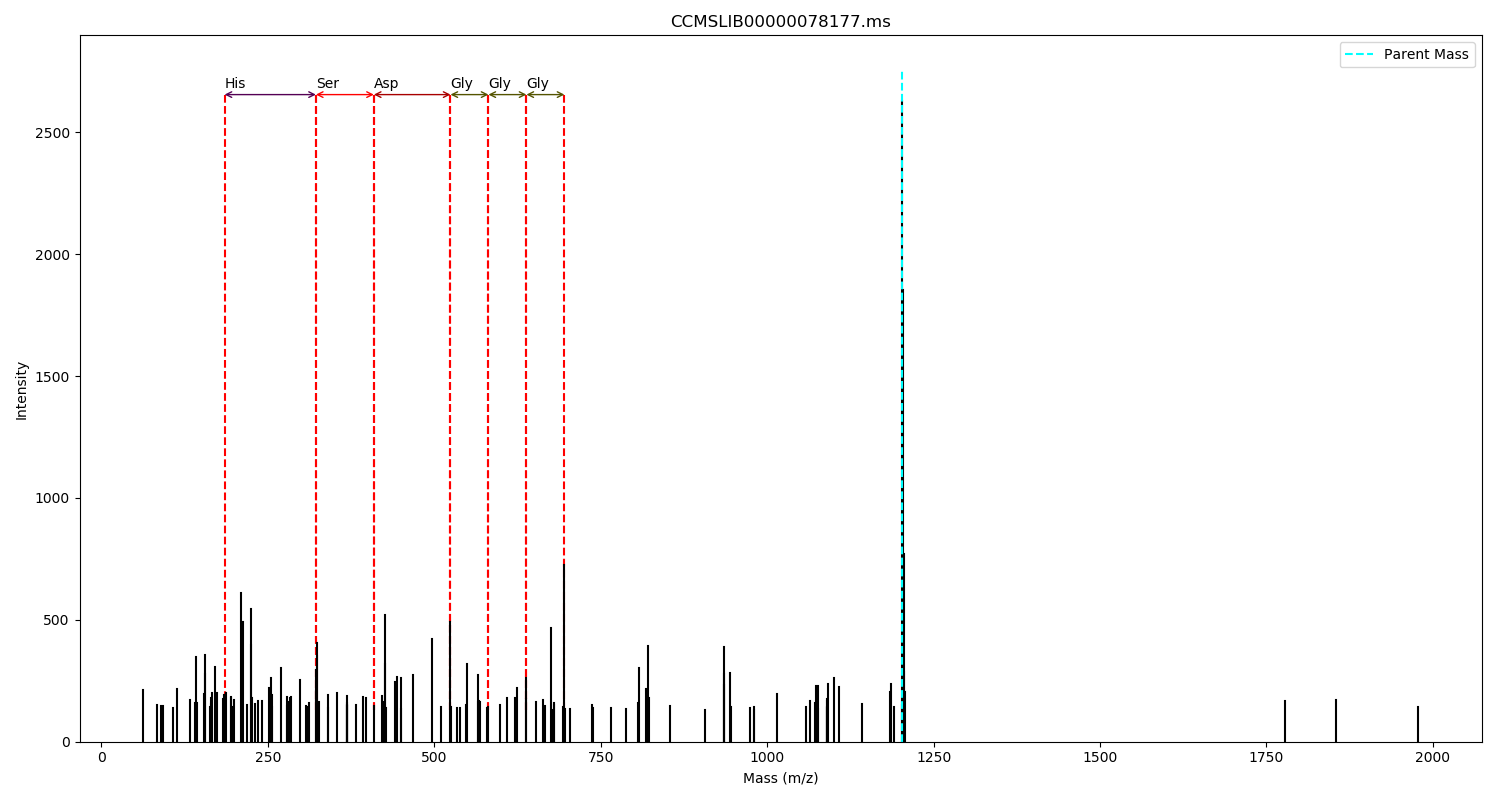 CCMSLIB00000078177.ms
Parent Mass
His Ser Asp Gly Gly Gly
2500
2000
1500
1000
500
0
Intensity
0 250 500 750 1000 1250 1500 1750 2000
Mass (m/z)